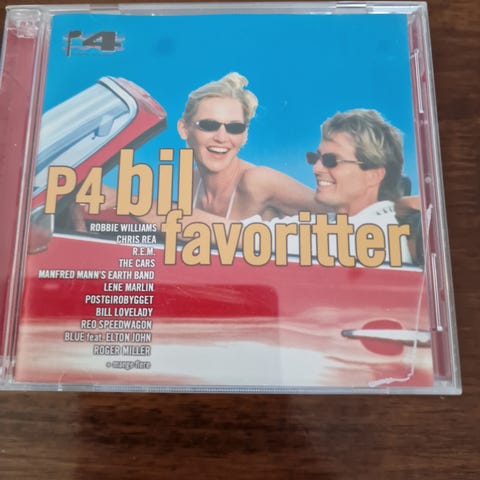 P4
P4 bil
favoritter
ROBBIE WILLIAMS
CHRIS REA
R.E.M.
THE CARS
MANFRED MANN'S EARTH BAND
LENE MARLIN
POSTGIROBYGGET
BILL LOVELADY
REO SPEEDWAGON
BLUE feat. ELTON JOHN
ROGER MILLER
+ mange flere